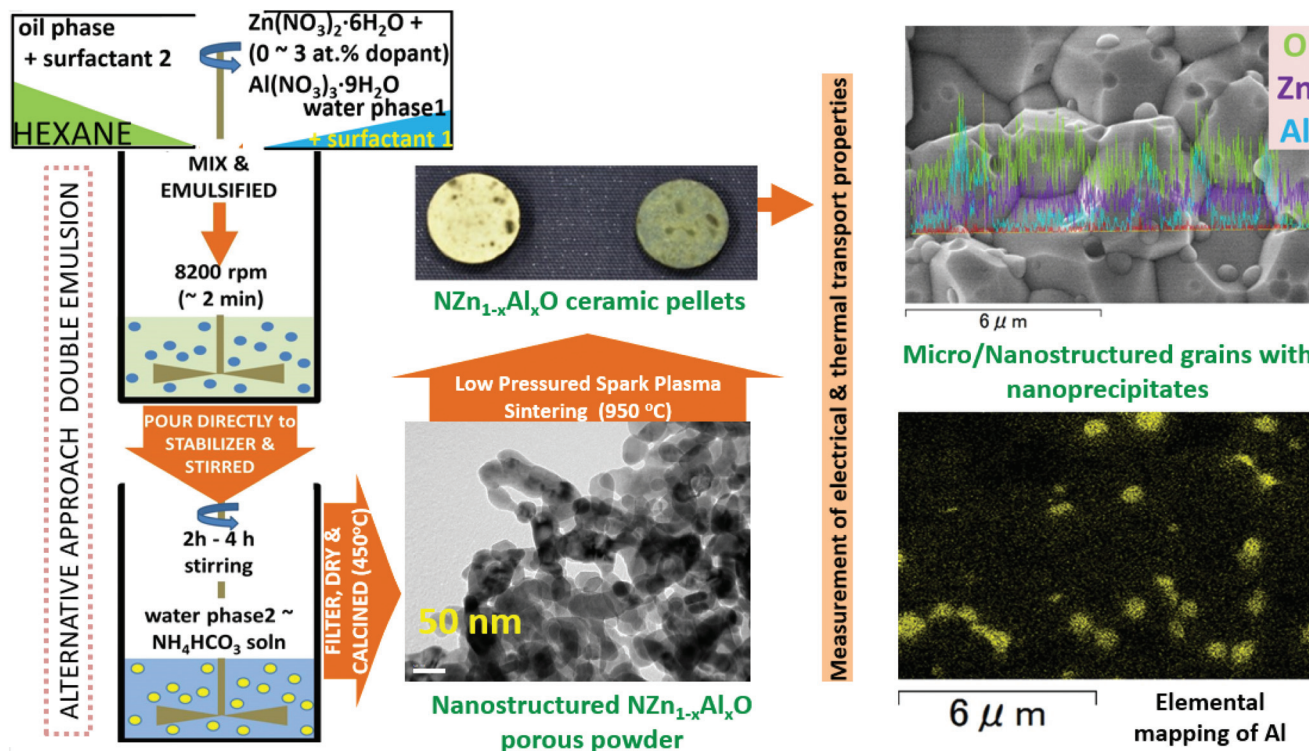 oil phase
+ surfactant 2
HEXANE
Zn(NO₃)₂·6H₂O +
(0 ~ 3 at.% dopant)
Al(NO₃)₃·9H₂O
water phase1
+ surfactant 1
ALTERNATIVE APPROACH DOUBLE EMULSION
MIX &
EMULSIFIED
8200 rpm
(~ 2 min)
POUR DIRECTLY to
STABILIZER &
STIRRED
2h - 4 h
stirring
water phase2 ~
NH₄HCO₃ soln
FILTER, DRY &
CALCINED (450°C)
NZn₁₋ₓAlₓO ceramic pellets
Low Pressured Spark Plasma
Sintering (950 °C)
50 nm
Nanostructured NZn₁₋ₓAlₓO
porous powder
Measurement of electrical & thermal transport properties
O
Zn
Al
6 μ m
Micro/Nanostructured grains with
nanoprecipitates
6 μ m
Elemental
mapping of Al